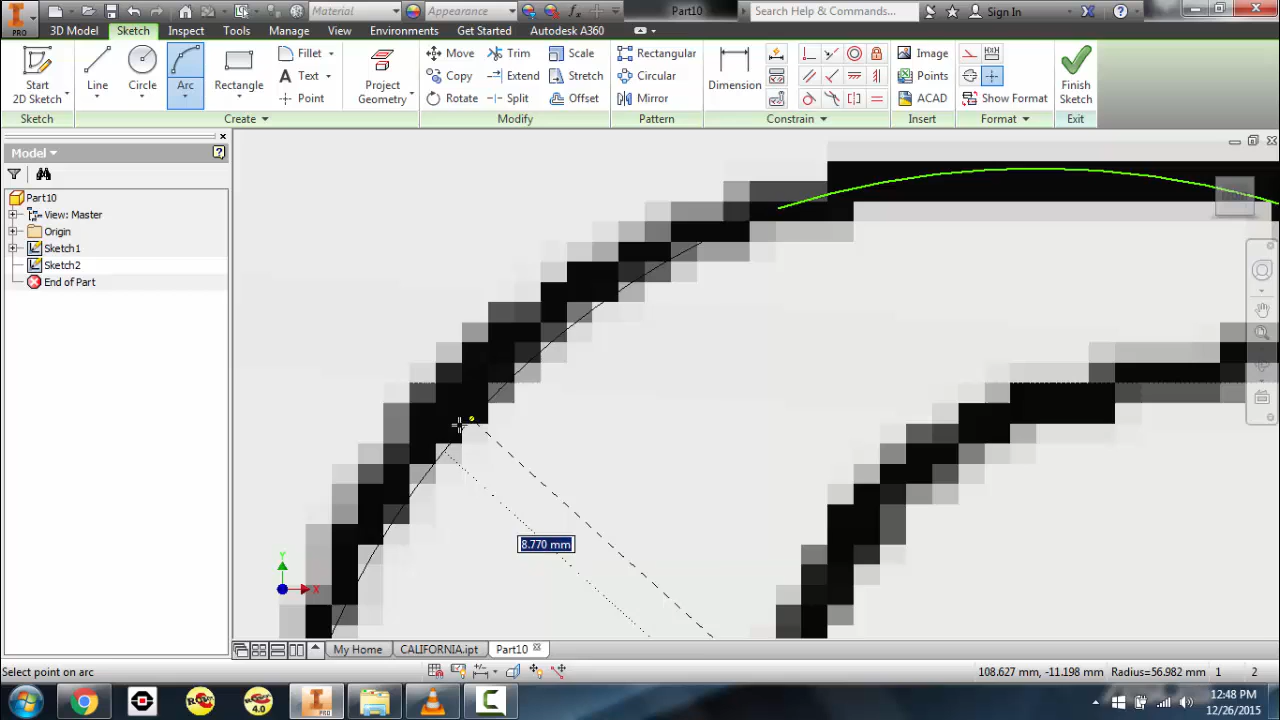 Material
Appearance
Part10
Search Help & Commands...
Sign In
PRO
3D Model
Sketch
Inspect
Tools
Manage
View
Environments
Get Started
Autodesk A360
Start
2D Sketch
Line
Circle
Arc
Rectangle
Fillet
Text
Point
Project
Geometry
Move
Copy
Rotate
Trim
Extend
Split
Scale
Stretch
Offset
Rectangular
Circular
Mirror
Dimension
Image
Points
ACAD
Show Format
Finish
Sketch
Sketch
Create
Modify
Pattern
Constrain
Insert
Format
Exit
Model
Part10
View: Master
Origin
Sketch1
Sketch2
End of Part
8.770 mm
Y
X
My Home
CALIFORNIA.ipt
Part10
Select point on arc
108.627 mm, -11.198 mm Radius=56.982 mm 1 2
4.0
PRO
12:48 PM
12/26/2015